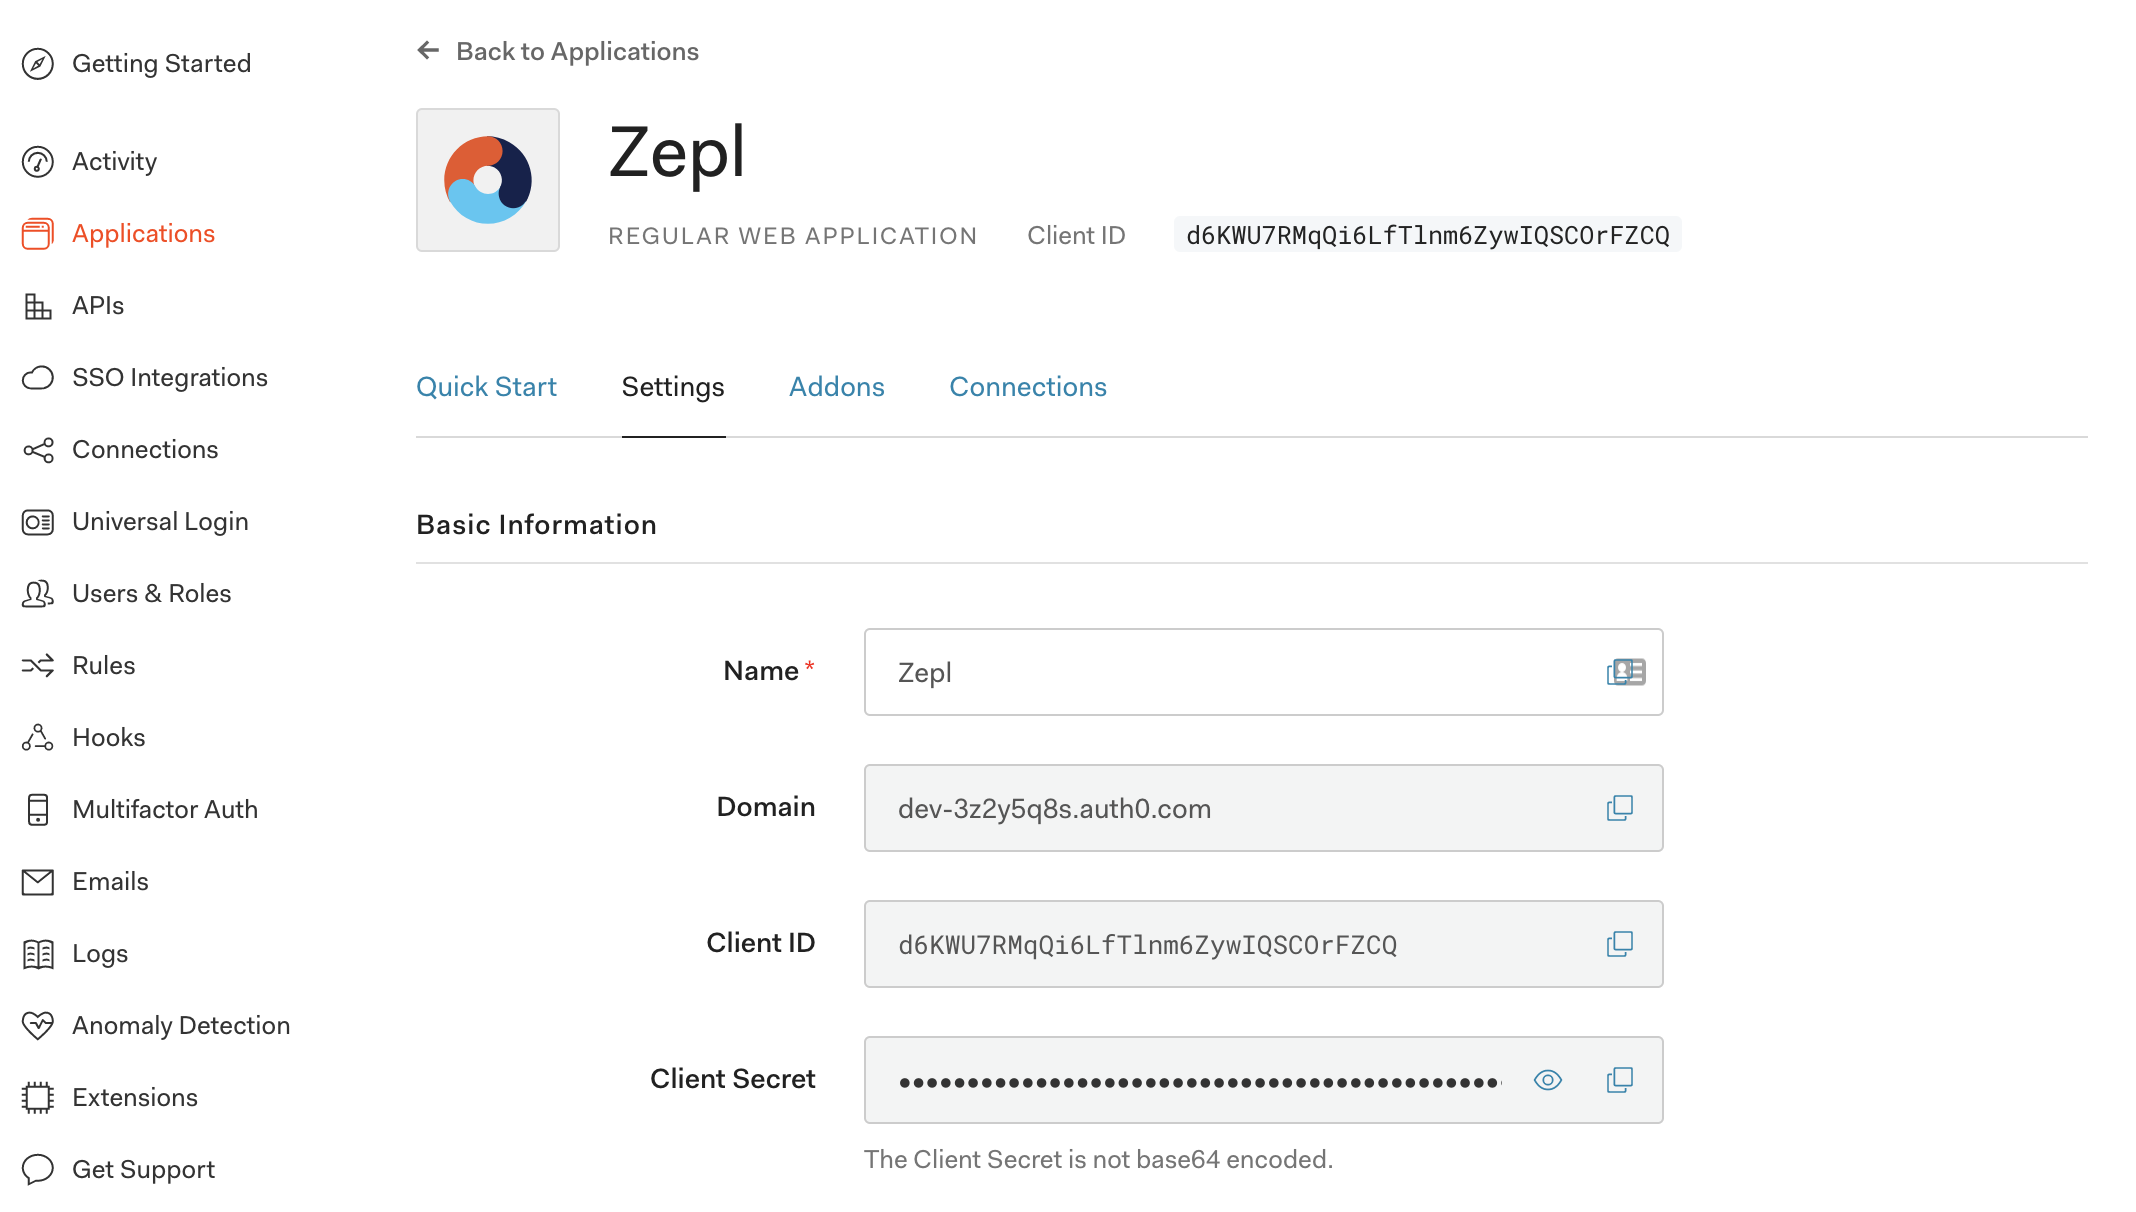 Getting Started
Activity
Applications
APIs
SSO Integrations
Connections
Universal Login
Users & Roles
Rules
Hooks
Multifactor Auth
Emails
Logs
Anomaly Detection
Extensions
Get Support
Back to Applications
Zepl
REGULAR WEB APPLICATION Client ID d6KWU7RMqQi6LfTlnm6ZywIQSCOrFZCQ
Quick Start Settings Addons Connections
Basic Information
Name * Zepl
Domain dev-3z2y5q8s.auth0.com
Client ID d6KWU7RMqQi6LfTlnm6ZywIQSCOrFZCQ
Client Secret
The Client Secret is not base64 encoded.